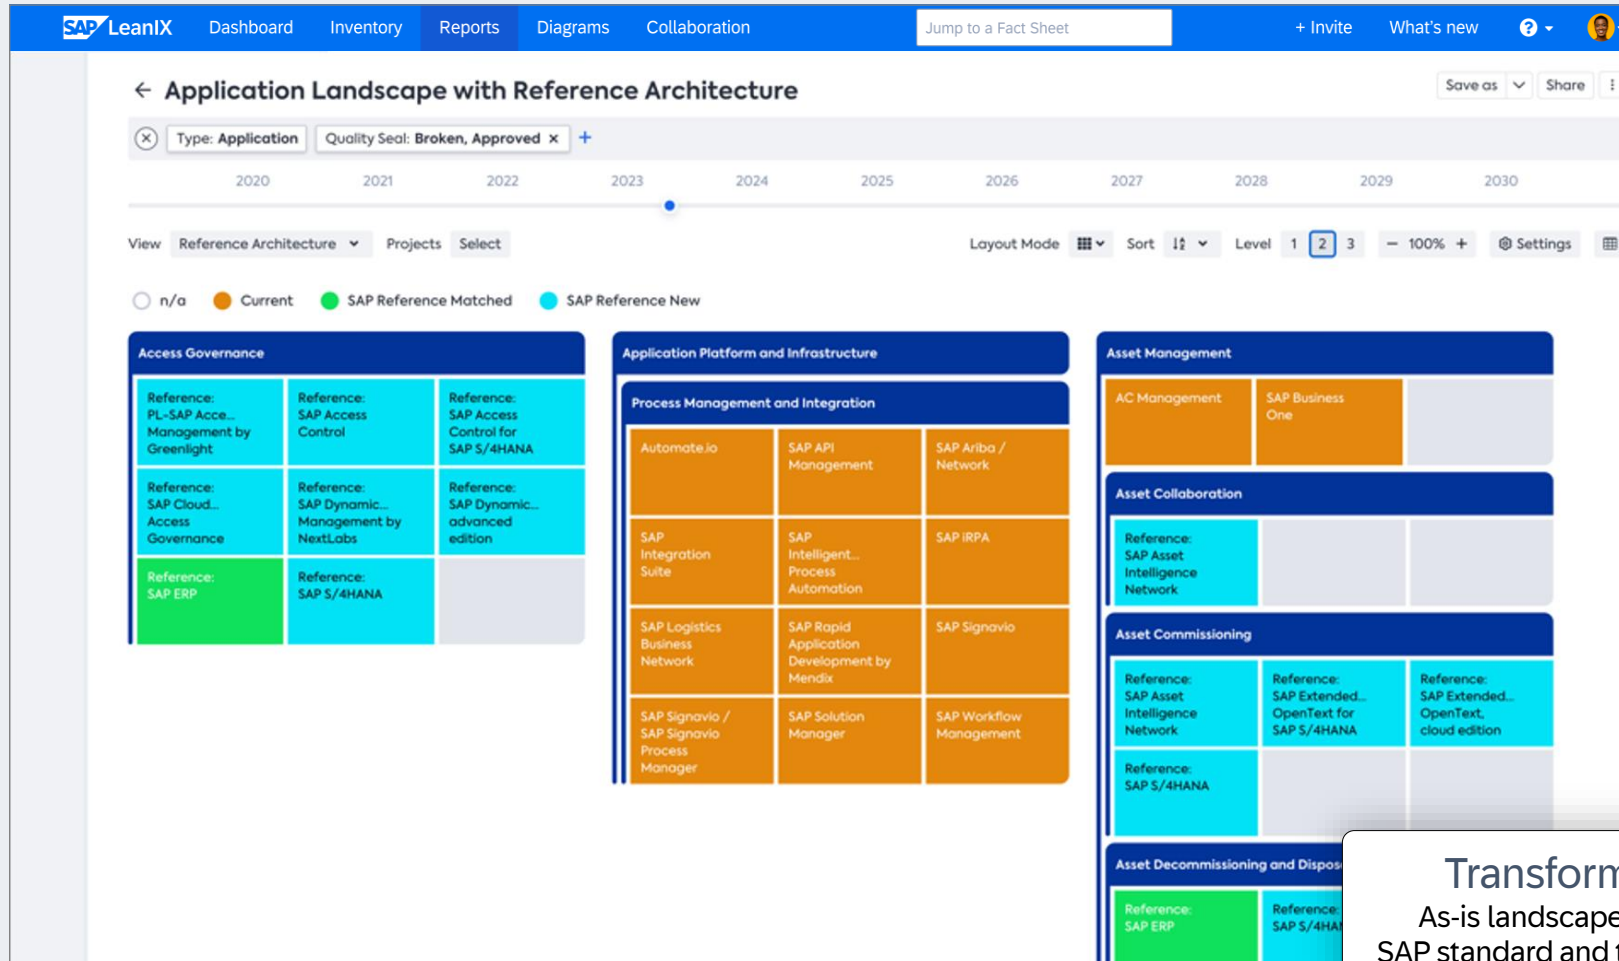 SAP LeanIX Dashboard Inventory Reports Diagrams Collaboration Jump to a Fact Sheet + Invite What's new ?
← Application Landscape with Reference Architecture
Save as Share
Type: Application Quality Seal: Broken, Approved × +
2020 2021 2022 2023 2024 2025 2026 2027 2028 2029 2030
View Reference Architecture Projects Select Layout Mode Sort Level 1 2 3 − 100% + Settings
n/a Current SAP Reference Matched SAP Reference New
Access Governance
Reference:
PL-SAP Acce...
Management by
Greenlight
Reference:
SAP Access
Control
Reference:
SAP Access
Control for
SAP S/4HANA
Reference:
SAP Cloud...
Access
Governance
Reference:
SAP Dynamic...
Management by
NextLabs
Reference:
SAP Dynamic...
advanced
edition
Reference:
SAP ERP
Reference:
SAP S/4HANA
Application Platform and Infrastructure
Process Management and Integration
Automate.io
SAP API
Management
SAP Ariba /
Network
SAP
Integration
Suite
SAP
Intelligent...
Process
Automation
SAP iRPA
SAP Logistics
Business
Network
SAP Rapid
Application
Development by
Mendix
SAP Signavio
SAP Signavio /
SAP Signavio
Process
Manager
SAP Solution
Manager
SAP Workflow
Management
Asset Management
AC Management
SAP Business
One
Asset Collaboration
Reference:
SAP Asset
Intelligence
Network
Asset Commissioning
Reference:
SAP Asset
Intelligence
Network
Reference:
SAP Extended...
OpenText for
SAP S/4HANA
Reference:
SAP Extended...
OpenText,
cloud edition
Reference:
SAP S/4HANA
Asset Decommissioning and
Reference:
SAP ERP
Reference:
SAP
As-is landscape
SAP standard and